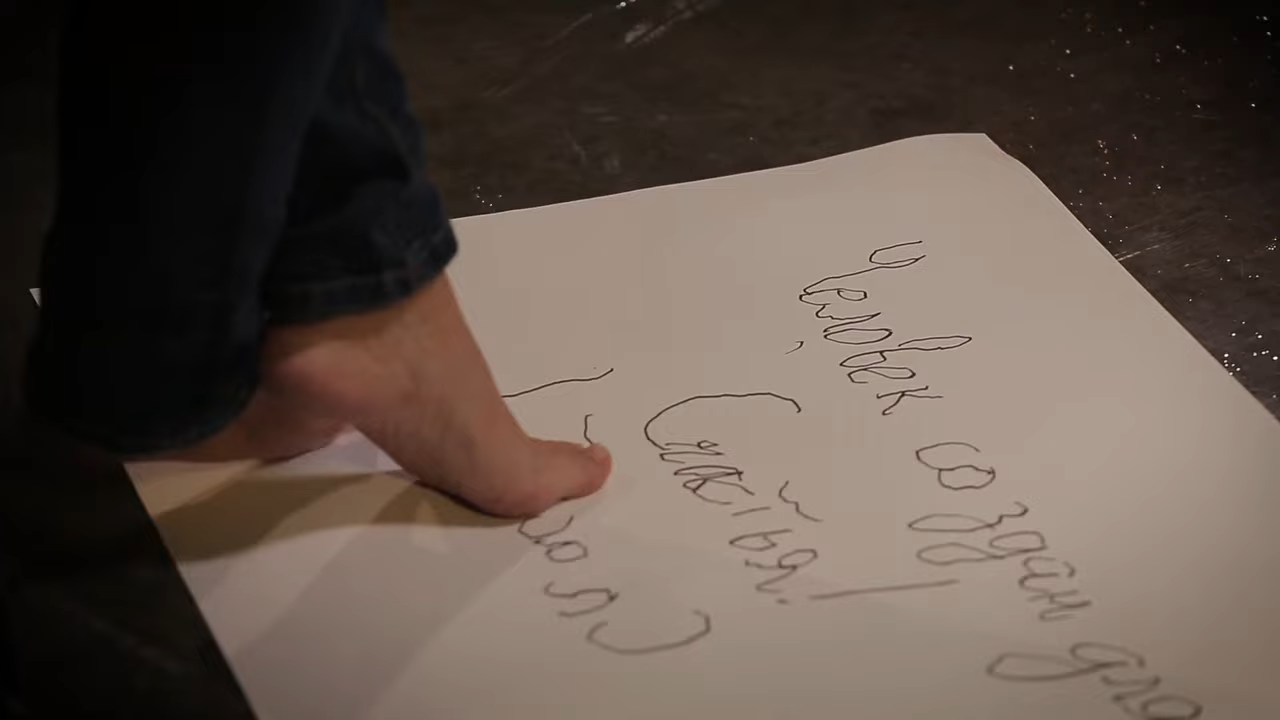 Человек создан для
Счастья!